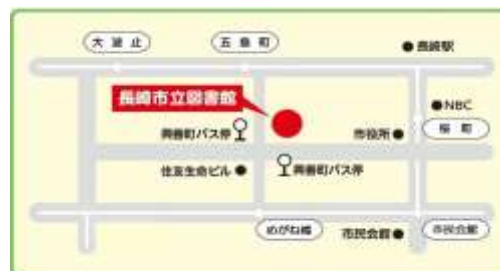 大波止
五島町
長崎駅
長崎市立図書館
NBC
興善町バス停
市役所
桜町
住友生命ビル
興善町バス停
めがね橋
市民会館
市民会館